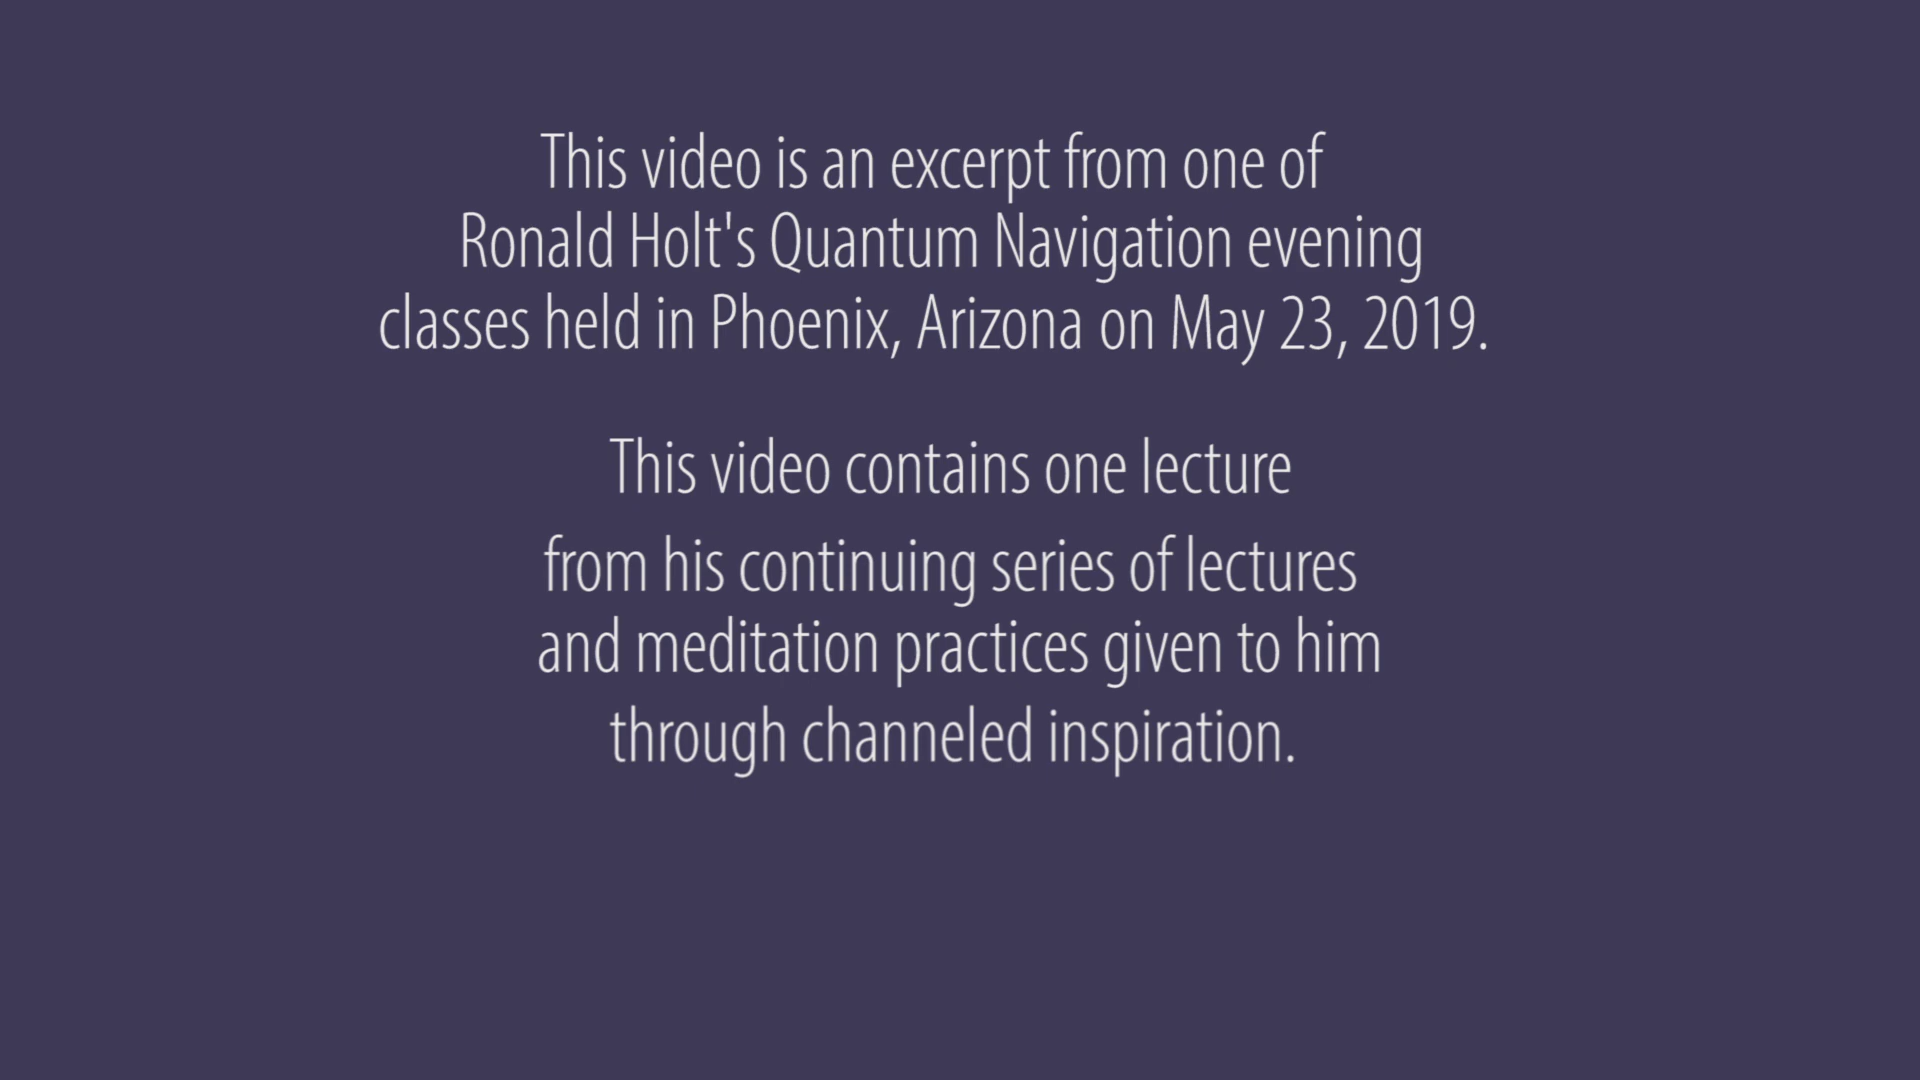 This video is an excerpt from one of
Ronald Holt's Quantum Navigation evening
classes held in Phoenix, Arizona on May 23, 2019.
This video contains one lecture
from his continuing series of lectures
and meditation practices given to him
through channeled inspiration.